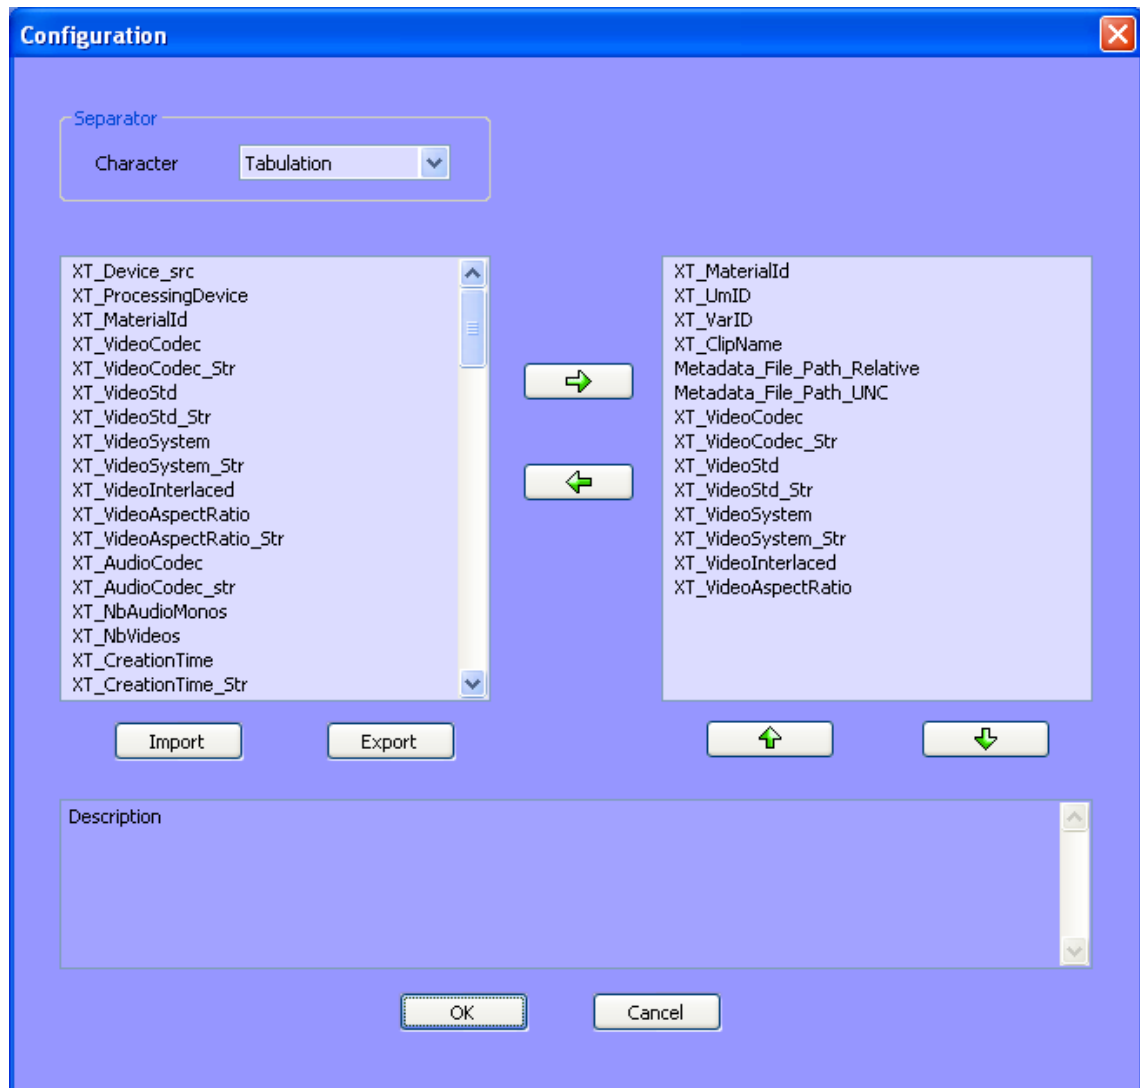 Configuration
Separator
Character
Tabulation
XT_Device_src
XT_ProcessingDevice
XT_MaterialId
XT_VideoCodec
XT_VideoCodec_Str
XT_VideoStd
XT_VideoStd_Str
XT_VideoSystem
XT_VideoSystem_Str
XT_VideoInterlaced
XT_VideoAspectRatio
XT_VideoAspectRatio_Str
XT_AudioCodec
XT_AudioCodec_str
XT_NbAudioMonos
XT_NbVideos
XT_CreationTime
XT_CreationTime_Str
XT_MaterialId
XT_UmID
XT_VarID
XT_ClipName
Metadata_File_Path_Relative
Metadata_File_Path_UNC
XT_VideoCodec
XT_VideoCodec_Str
XT_VideoStd
XT_VideoStd_Str
XT_VideoSystem
XT_VideoSystem_Str
XT_VideoInterlaced
XT_VideoAspectRatio
Import
Export
Description
OK
Cancel